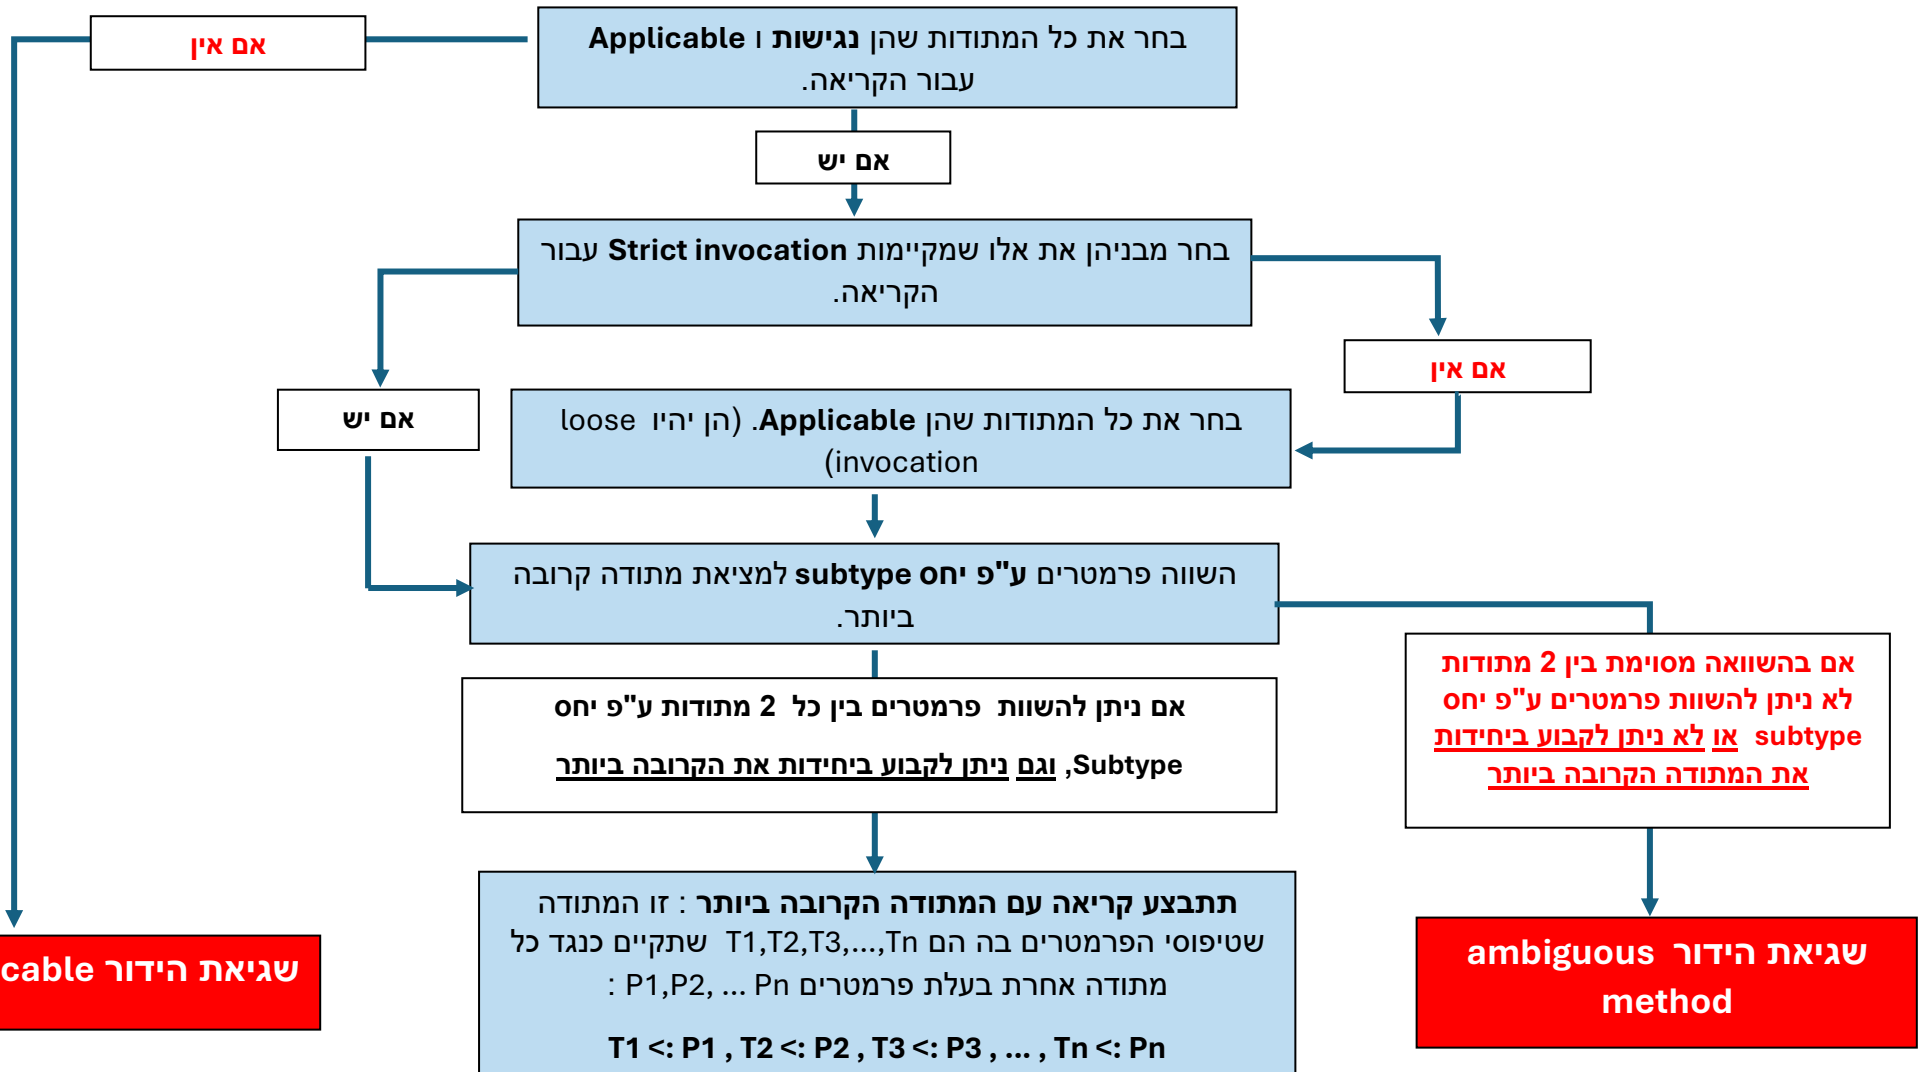 בחר את כל המתודות שהן נגישות ו Applicable
עבור הקריאה.
אם אין
אם יש
בחר מבניהן את אלו שמקיימות Strict invocation עבור
הקריאה.
אם אין
אם יש
בחר את כל המתודות שהן Applicable. (הן יהיו loose
invocation)
השווה פרמטרים ע"פ יחס subtype למציאת מתודה קרובה
ביותר.
אם בהשוואה מסוימת בין 2 מתודות
לא ניתן להשוות פרמטרים ע"פ יחס
subtype או לא ניתן לקבוע ביחידות
את המתודה הקרובה ביותר
אם ניתן להשוות פרמטרים בין כל 2 מתודות ע"פ יחס
Subtype, וגם ניתן לקבוע ביחידות את הקרובה ביותר
תתבצע קריאה עם המתודה הקרובה ביותר : זו המתודה
שטיפוסי הפרמטרים בה הם T1,T2,T3,...,Tn שתקיים כנגד כל
מתודה אחרת בעלת פרמטרים P1,P2, ... Pn :
T1 <: P1 , T2 <: P2 , T3 <: P3 , ... , Tn <: Pn
שגיאת הידור ambiguous
method
שגיאת הידור cable